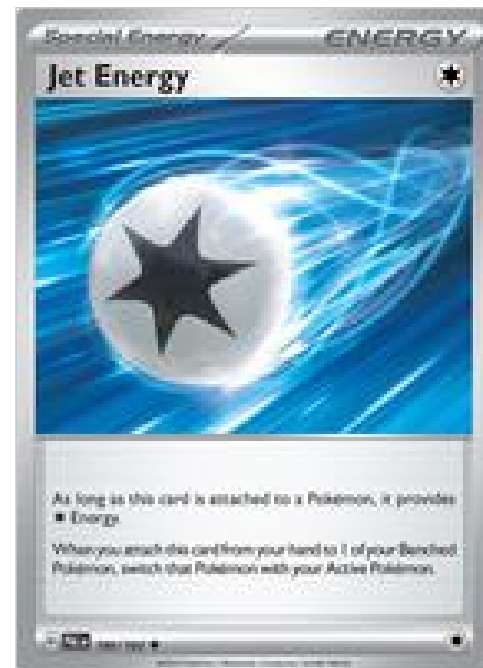 Special Energy ENERGY
Jet Energy
As long as this card is attached to a Pokémon, it provides
Energy.
When you attach this card from your hand to 1 of your Benched
Pokémon, switch that Pokémon with your Active Pokémon.